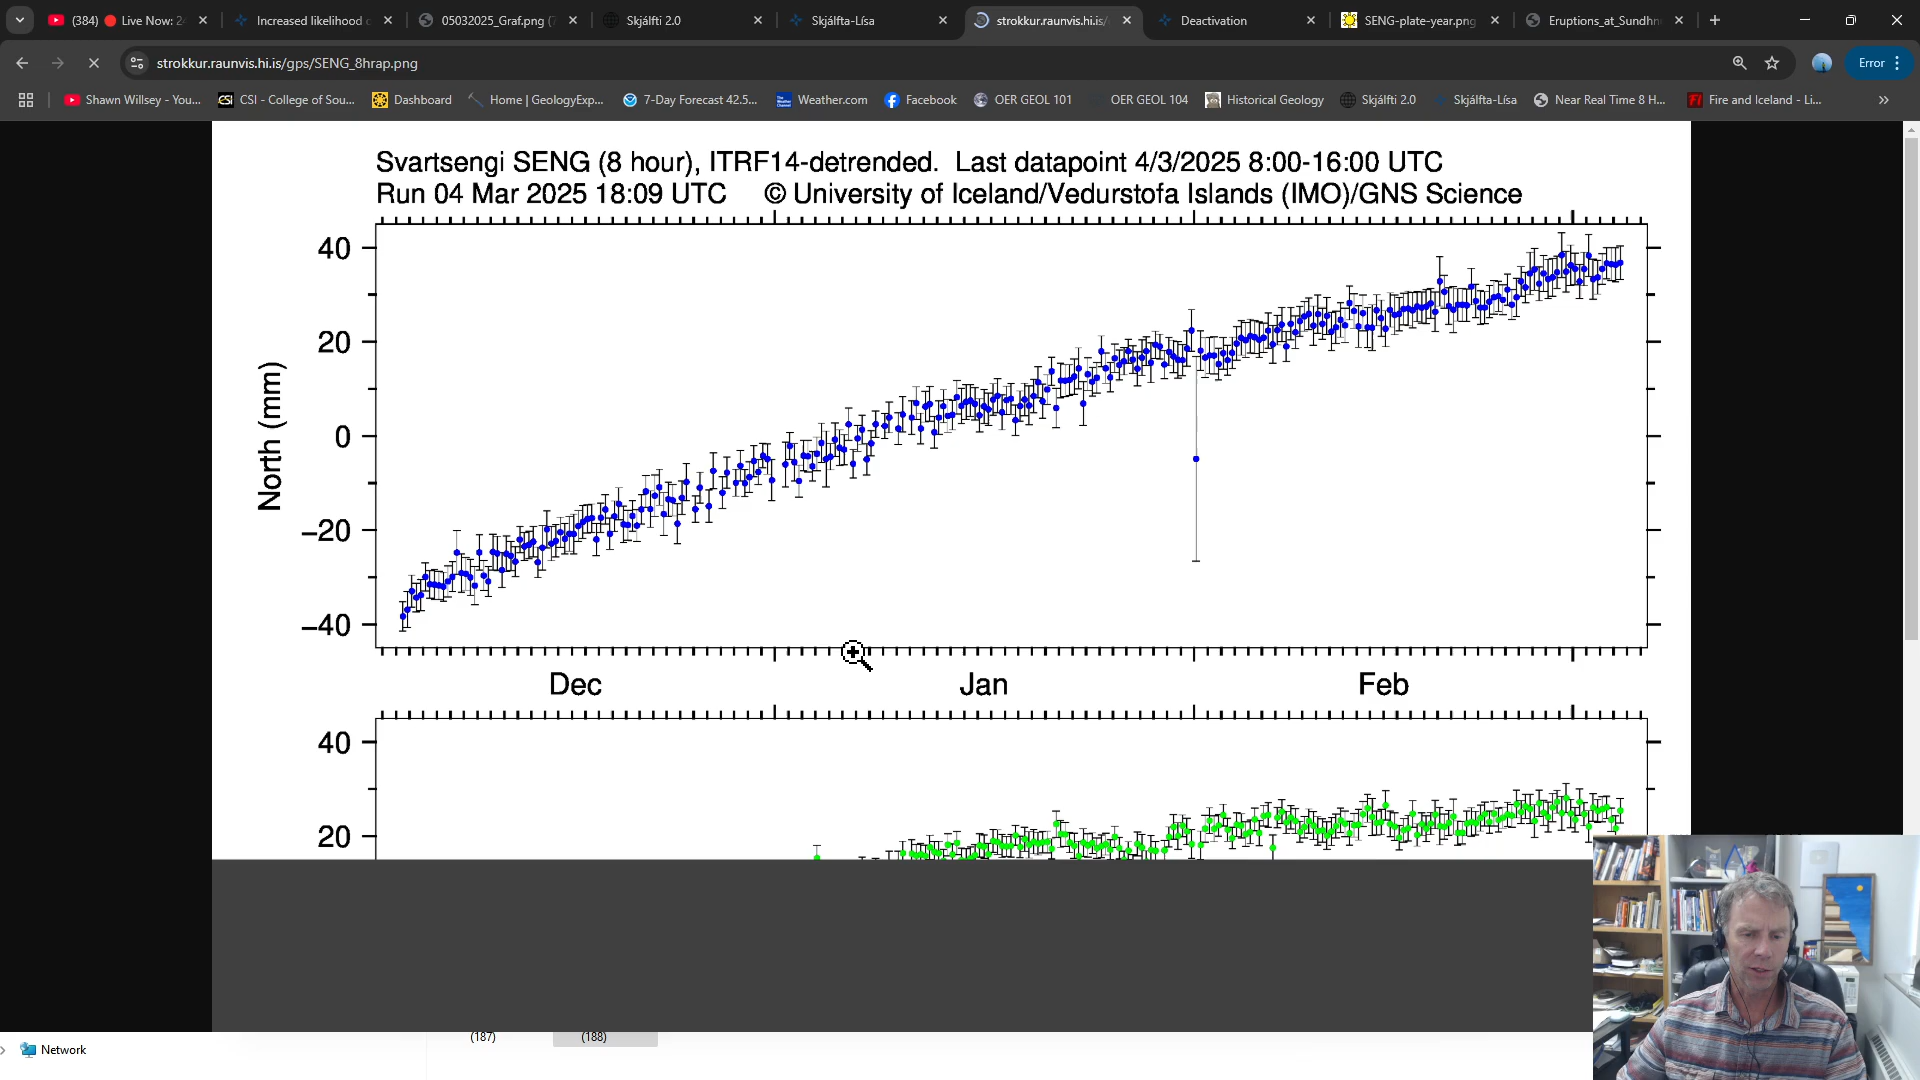 (384) Live Now: 24
Increased likelihood o
05032025_Graf.png (
Skjálfti 2.0
Skjálfta-Lísa
strokkur.raunvis.hi.is/
Deactivation
SENG-plate-year.png
Eruptions_at_Sundhn
strokkur.raunvis.hi.is/gps/SENG_8hrap.png
Error
Shawn Willsey - You...
CSI - College of Sou...
Dashboard
Home | GeologyExp...
7-Day Forecast 42.5...
Weather.com
Facebook
OER GEOL 101
OER GEOL 104
Historical Geology
Skjálfti 2.0
Skjálfta-Lísa
Near Real Time 8 H...
Fire and Iceland - Li...
Svartsengi SENG (8 hour), ITRF14-detrended. Last datapoint 4/3/2025 8:00-16:00 UTC
Run 04 Mar 2025 18:09 UTC © University of Iceland/Vedurstofa Islands (IMO)/GNS Science
North (mm)
40
20
0
−20
−40
Dec Jan Feb
40
20
Network
(187) (188)